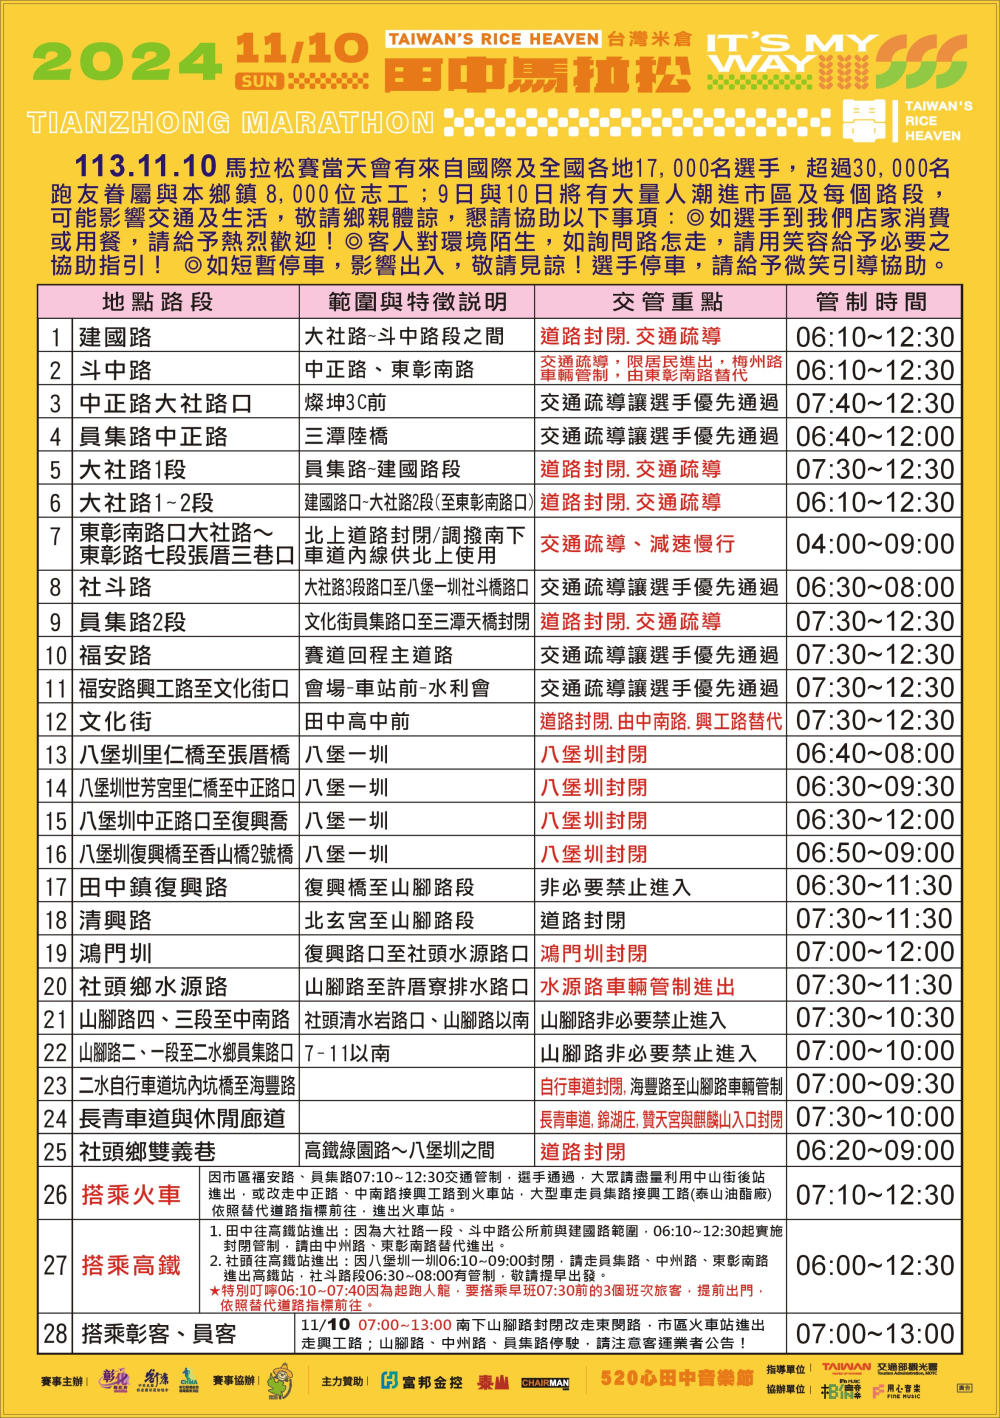 2024 11/10 SUN
TAIWAN'S RICE HEAVEN 台灣米倉
田中馬拉松
IT'S MY WAY
TIANZHONG MARATHON
TAIWAN'S
RICE
HEAVEN
113.11.10 馬拉松賽當天會有來自國際及全國各地17,000名選手，超過30,000名
跑友眷屬與本鄉鎮8,000位志工；9日與10日將有大量人潮進市區及每個路段，
可能影響交通及生活，敬請鄉親體諒，懇請協助以下事項：◎如選手到我們店家消費
或用餐，請給予熱烈歡迎！◎客人對環境陌生，如詢問路怎走，請用笑容給予必要之
協助指引！ ◎如短暫停車，影響出入，敬請見諒！選手停車，請給予微笑引導協助。
地點路段 範圍與特徵說明 交管重點 管制時間
1 建國路 大社路~斗中路段之間 道路封閉.交通疏導 06:10~12:30
2 斗中路 中正路、東彰南路 交通疏導，限居民進出，梅州路 06:10~12:30
車輛管制，由東彰南路替代
3 中正路大社路口 燦坤3C前 交通疏導讓選手優先通過 07:40~12:30
4 員集路中正路 三潭陸橋 交通疏導讓選手優先通過 06:40~12:00
5 大社路1段 員集路~建國路段 道路封閉.交通疏導 07:30~12:30
6 大社路1~2段 建國路口~大社路2段(至東彰南路口) 道路封閉.交通疏導 06:10~12:30
7 東彰南路口大社路～ 北上道路封閉/調撥南下 交通疏導、減速慢行 04:00~09:00
東彰路七段張厝三巷口 車道內線供北上使用
8 社斗路 大社路3段路口至八堡一圳社斗橋路口 交通疏導讓選手優先通過 06:30~08:00
9 員集路2段 文化街員集路口至三潭天橋封閉 道路封閉.交通疏導 07:30~12:30
10 福安路 賽道回程主道路 交通疏導讓選手優先通過 07:30~12:30
11 福安路興工路至文化街口 會場-車站前-水利會 交通疏導讓選手優先通過 07:30~12:30
12 文化街 田中高中前 道路封閉.由中南路.興工路替代 07:30~12:30
13 八堡圳里仁橋至張厝橋 八堡一圳 八堡圳封閉 06:40~08:00
14 八堡圳世芳宮里仁橋至中正路口 八堡一圳 八堡圳封閉 06:30~09:30
15 八堡圳中正路口至復興喬 八堡一圳 八堡圳封閉 06:30~12:00
16 八堡圳復興橋至香山橋2號橋 八堡一圳 八堡圳封閉 06:50~09:00
17 田中鎮復興路 復興橋至山腳路段 非必要禁止進入 06:30~11:30
18 清興路 北玄宮至山腳路段 道路封閉 07:30~11:30
19 鴻門圳 復興路口至社頭水源路口 鴻門圳封閉 07:00~12:00
20 社頭鄉水源路 山腳路至許厝寮排水路口 水源路車輛管制進出 07:30~11:30
21 山腳路四、三段至中南路 社頭清水岩路口、山腳路以南 山腳路非必要禁止進入 07:30~10:30
22 山腳路二、一段至二水鄉員集路口 7-11以南 山腳路非必要禁止進入 07:00~10:00
23 二水自行車道坑內坑橋至海豐路 自行車道封閉,海豐路至山腳路車輛管制 07:00~09:30
24 長青車道與休閒廊道 長青車道,錦湖庄,贊天宮與麒麟山入口封閉 07:30~10:00
25 社頭鄉雙義巷 高鐵綠園路～八堡圳之間 道路封閉 06:20~09:00
26 搭乘火車 因市區福安路、員集路07:10~12:30交通管制，選手通過，大眾請盡量利用中山街後站 07:10~12:30
進出，或改走中正路、中南路接興工路到火車站，大型車走員集路接興工路(泰山油酯廠)
依照替代道路指標前往，進出火車站。
27 搭乘高鐵 1.田中往高鐵站進出：因為大社路一段、斗中路公所前與建國路範圍，06:10~12:30起實施 06:00~12:30
封閉管制，請由中州路、東彰南路替代進出。
2.社頭往高鐵站進出：因八堡圳一圳06:10~09:00封閉，請走員集路、中州路、東彰南路
進出高鐵站，社斗路段06:30~08:00有管制，敬請提早出發。
★特別叮嚀06:10~07:40因為起跑人龍，要搭乘早班07:30前的3個班次旅客，提前出門，
依照替代道路指標前往。
28 搭乘彰客、員客 11/10 07:00~13:00 南下山腳路封閉改走東閔路，市區火車站進出 07:00~13:00
走興工路；山腳路、中州路、員集路停駛，請注意客運業者公告！
賽事主辦 彰化 CHMA 賽事協辦 主力贊助 富邦金控 泰山 CHAIRMAN 520心田中音樂節
指導單位 TAIWAN 交通部觀光署
協辦單位 用心音樂 FINE MUSIC 廣告